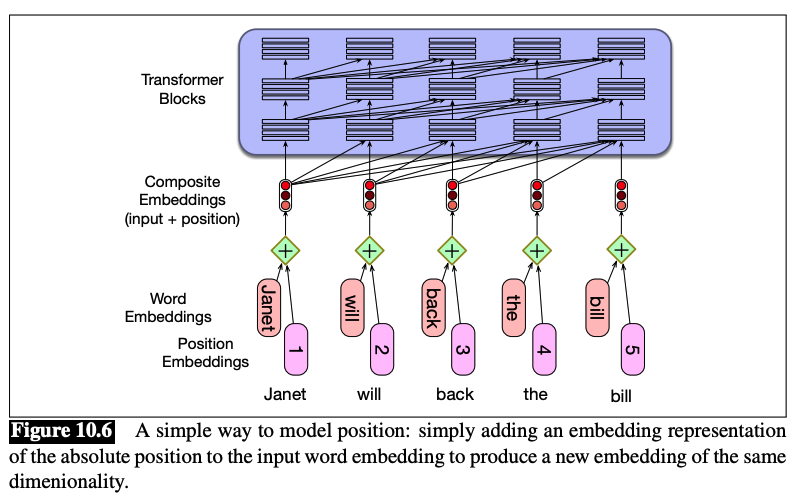 Transformer
Blocks
Composite
Embeddings
(input + position)
+ + + + +
Word
Embeddings
Janet will back the bill
Position
Embeddings
1 2 3 4 5
Janet will back the bill
Figure 10.6 A simple way to model position: simply adding an embedding representation
of the absolute position to the input word embedding to produce a new embedding of the same
dimenionality.